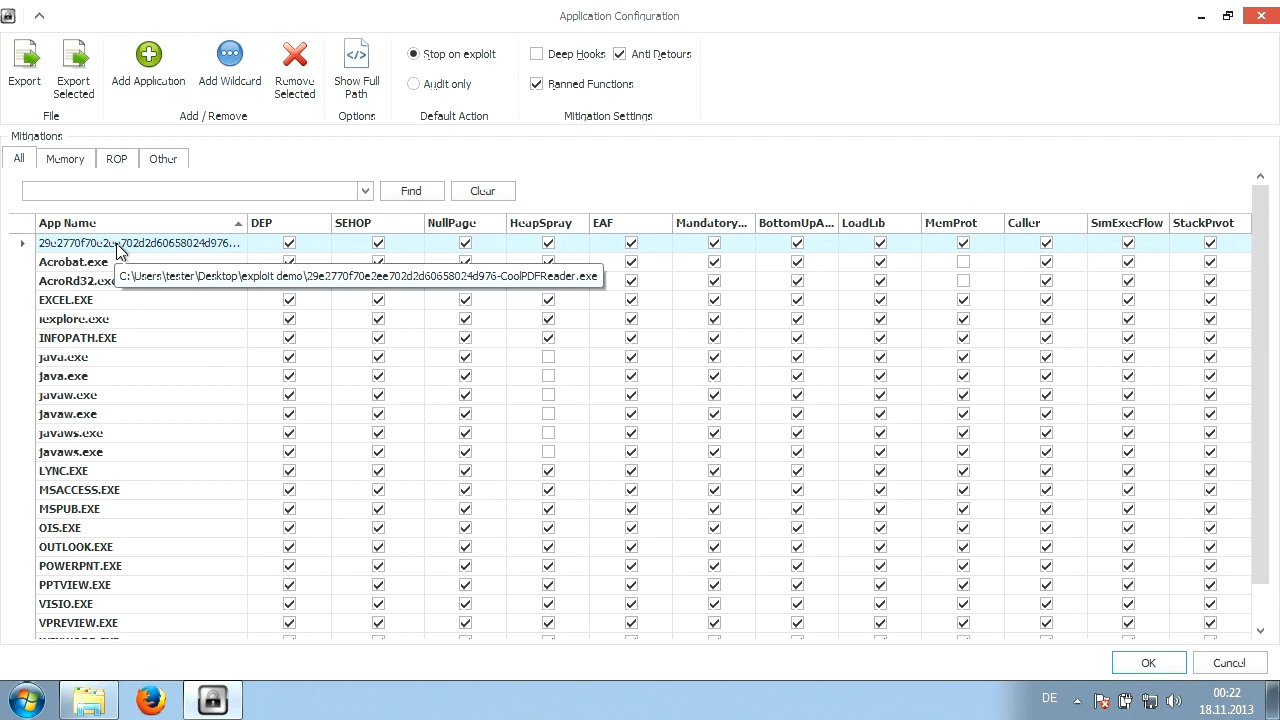 Application Configuration
Export
Export Selected
Add Application
Add Wildcard
Remove Selected
Show Full Path
Stop on exploit
Audit only
Deep Hooks
Anti Detours
Banned Functions
File
Add / Remove
Options
Default Action
Mitigation Settings
Mitigations
All
Memory
ROP
Other
Find
Clear
App Name DEP SEHOP NullPage HeapSpray EAF Mandatory... BottomUpA... LoadLib MemProt Caller SimExecFlow StackPivot
29e2770f70e2ee702d2d60658024d976...
Acrobat.exe
C:\Users\tester\Desktop\exploit demo\29e2770f70e2ee702d2d60658024d976-CoolPDFReader.exe
AcroRd32.exe
EXCEL.EXE
iexplore.exe
INFOPATH.EXE
java.exe
java.exe
javaw.exe
javaw.exe
javaws.exe
javaws.exe
LYNC.EXE
MSACCESS.EXE
MSPUB.EXE
OIS.EXE
OUTLOOK.EXE
POWERPNT.EXE
PPTVIEW.EXE
VISIO.EXE
VPREVIEW.EXE
OK
Cancel
DE
00:22
18.11.2013